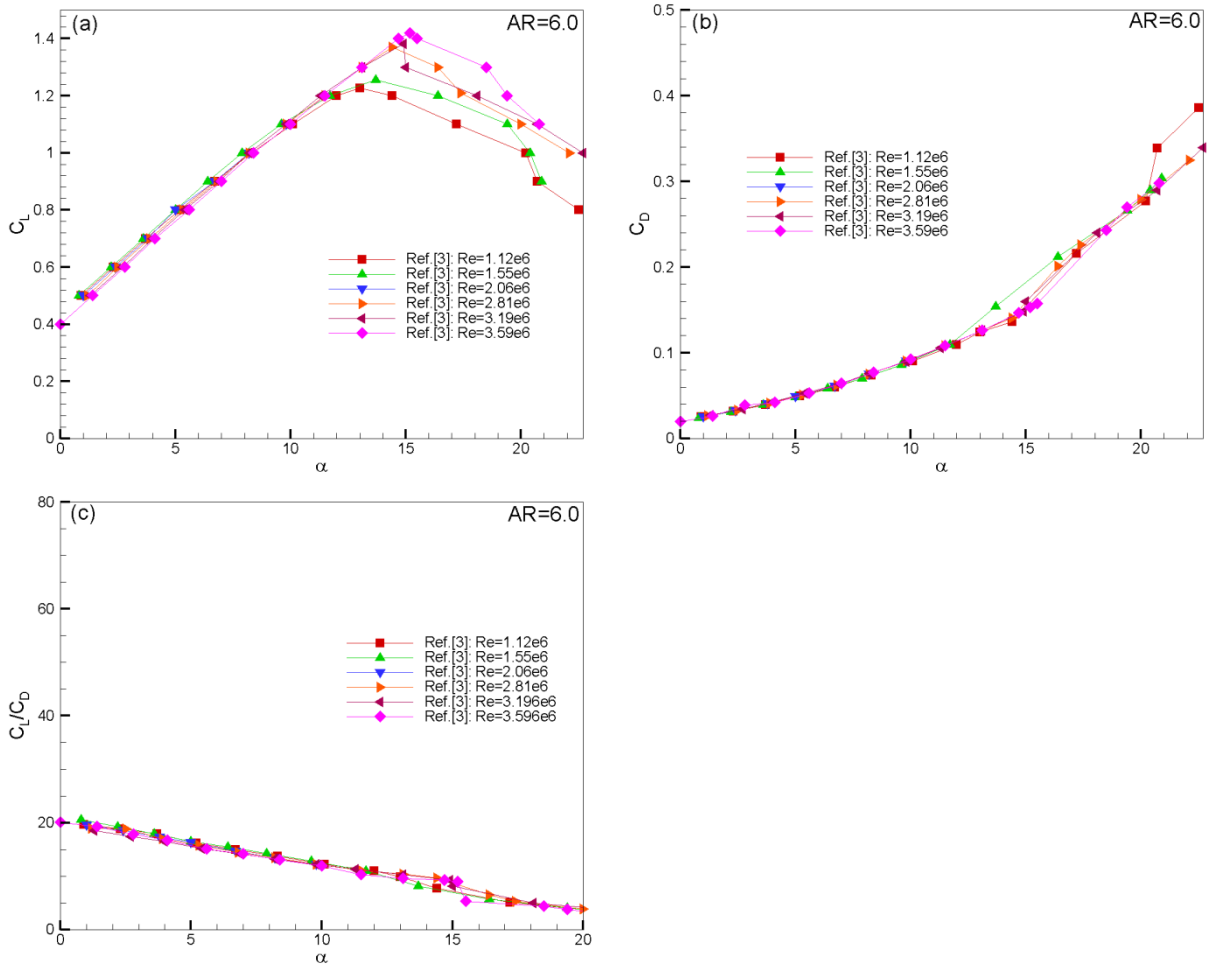 (a)
AR=6.0
1.4
1.2
1
0.8
0.6
0.4
0.2
0
C_L
Ref.[3]: Re=1.12e6
Ref.[3]: Re=1.55e6
Ref.[3]: Re=2.06e6
Ref.[3]: Re=2.81e6
Ref.[3]: Re=3.19e6
Ref.[3]: Re=3.59e6
0 5 10 15 20
α
(b)
AR=6.0
0.5
0.4
0.3
0.2
0.1
0
C_D
Ref.[3]: Re=1.12e6
Ref.[3]: Re=1.55e6
Ref.[3]: Re=2.06e6
Ref.[3]: Re=2.81e6
Ref.[3]: Re=3.19e6
Ref.[3]: Re=3.59e6
0 5 10 15 20
α
(c)
AR=6.0
80
60
40
20
0
C_L/C_D
Ref.[3]: Re=1.12e6
Ref.[3]: Re=1.55e6
Ref.[3]: Re=2.06e6
Ref.[3]: Re=2.81e6
Ref.[3]: Re=3.196e6
Ref.[3]: Re=3.596e6
0 5 10 15 20
α